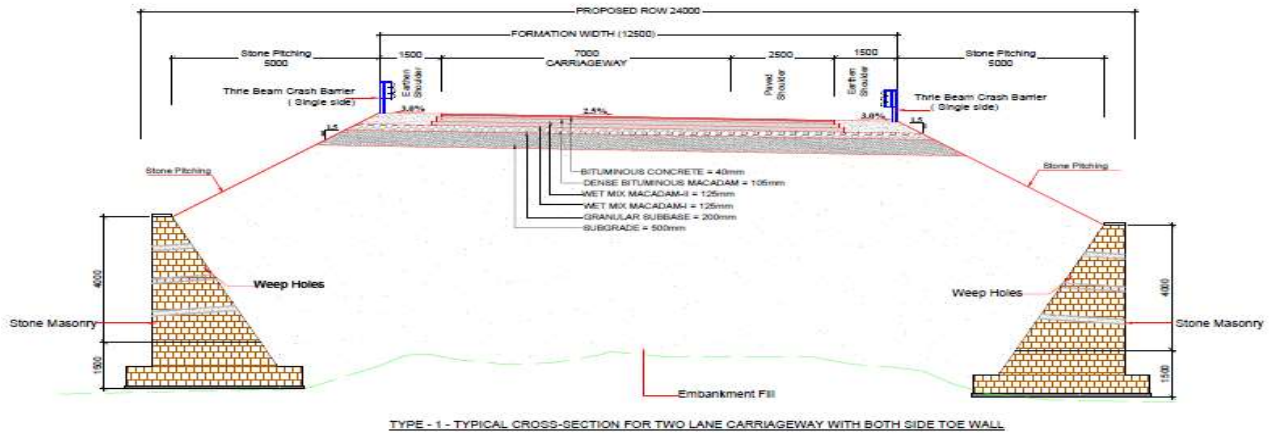 PROPOSED ROW 24000
FORMATION WIDTH (12500)
Stone Pitching
5000
1500
7000
CARRIAGEWAY
2500
1500
Stone Pitching
5000
Earthen
Shoulder
Paved
Shoulder
Earthen
Shoulder
Thrie Beam Crash Barrier
( Single side)
Thrie Beam Crash Barrier
( Single side)
3.0%
2.5%
3.0%
1.5
1.5
Stone Pitching
Stone Pitching
BITUMINOUS CONCRETE = 40mm
DENSE BITUMINOUS MACADAM = 105mm
WET MIX MACADAM-II = 125mm
WET MIX MACADAM-I = 125mm
GRANULAR SUBBASE = 200mm
SUBGRADE = 500mm
4000
Weep Holes
Weep Holes
4000
Stone Masonry
Stone Masonry
1500
1500
Embankment Fill
TYPE - 1 - TYPICAL CROSS-SECTION FOR TWO LANE CARRIAGEWAY WITH BOTH SIDE TOE WALL